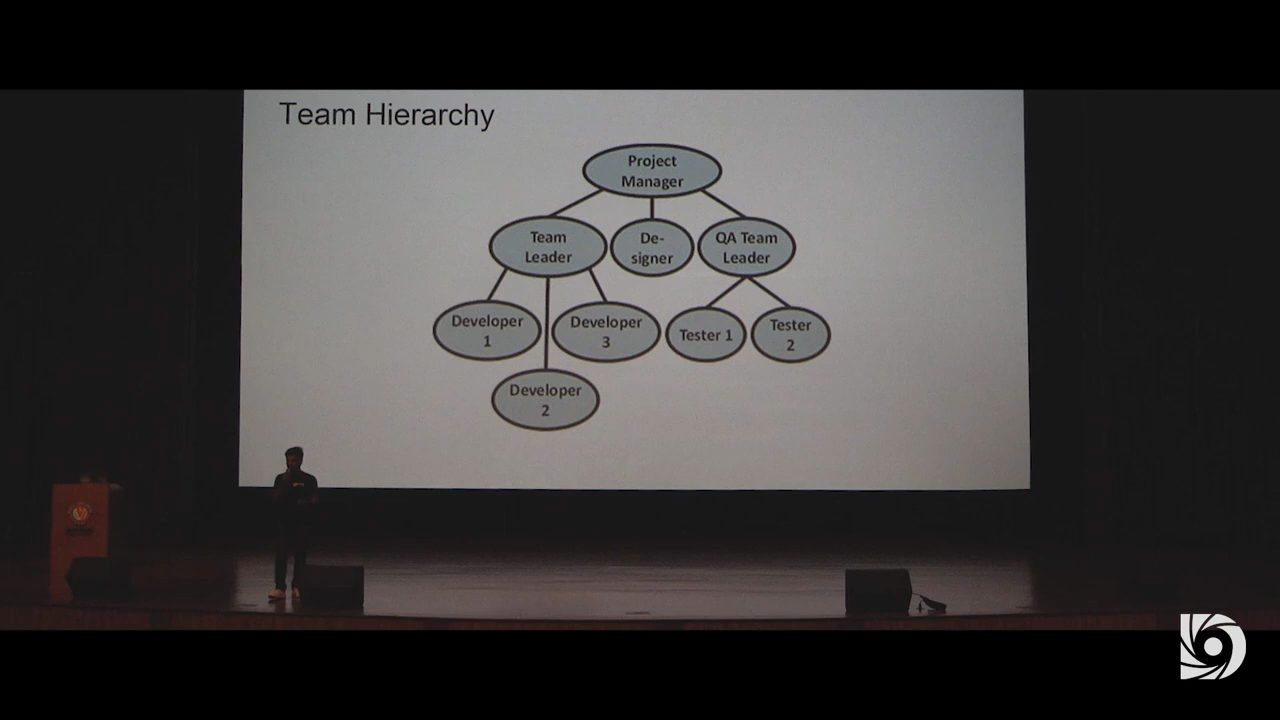 Team Hierarchy
Project
Manager
Team
Leader
De-
signer
QA Team
Leader
Developer
1
Developer
3
Tester 1
Tester
2
Developer
2